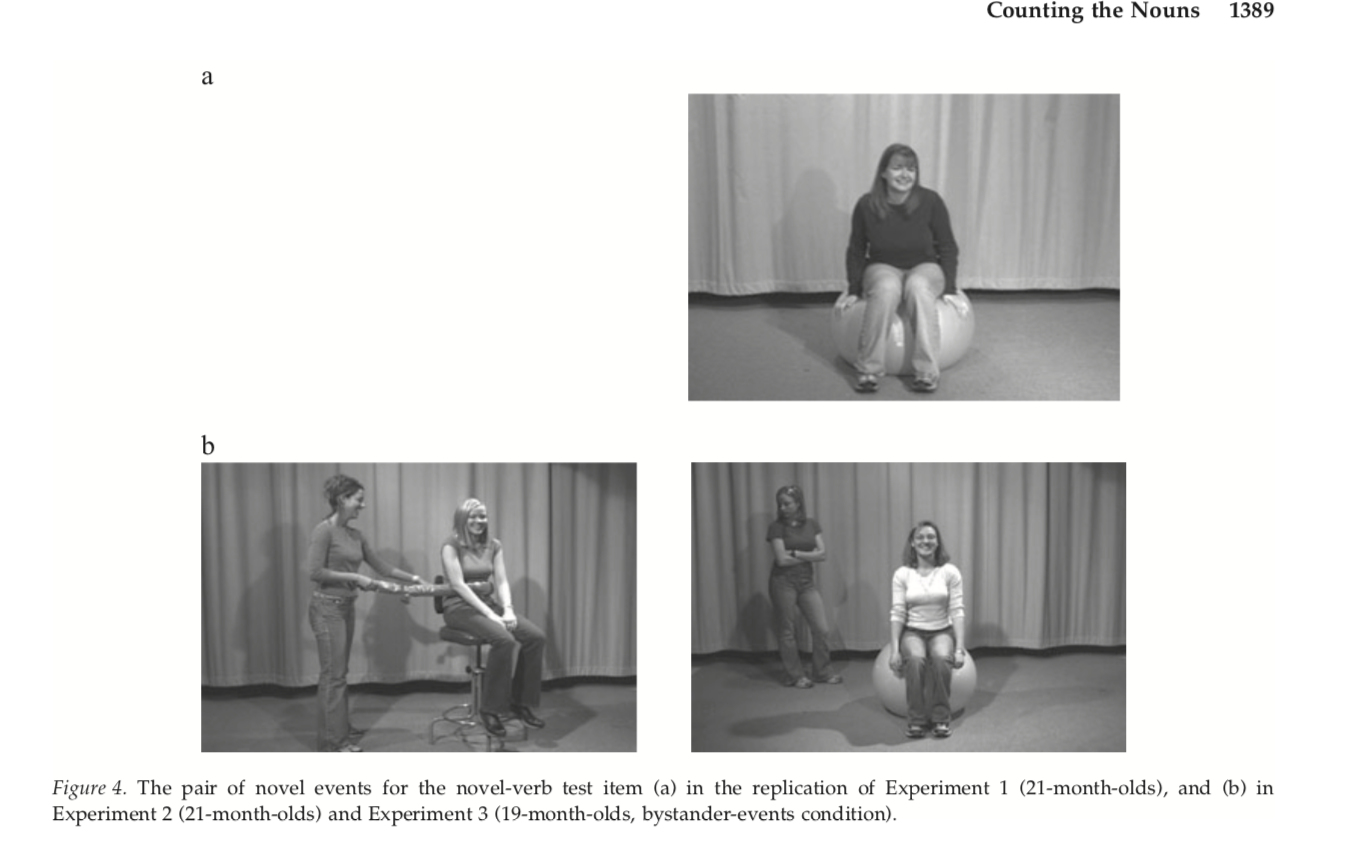 Counting the Nouns 1389
a
b
Figure 4. The pair of novel events for the novel-verb test item (a) in the replication of Experiment 1 (21-month-olds), and (b) in
Experiment 2 (21-month-olds) and Experiment 3 (19-month-olds, bystander-events condition).